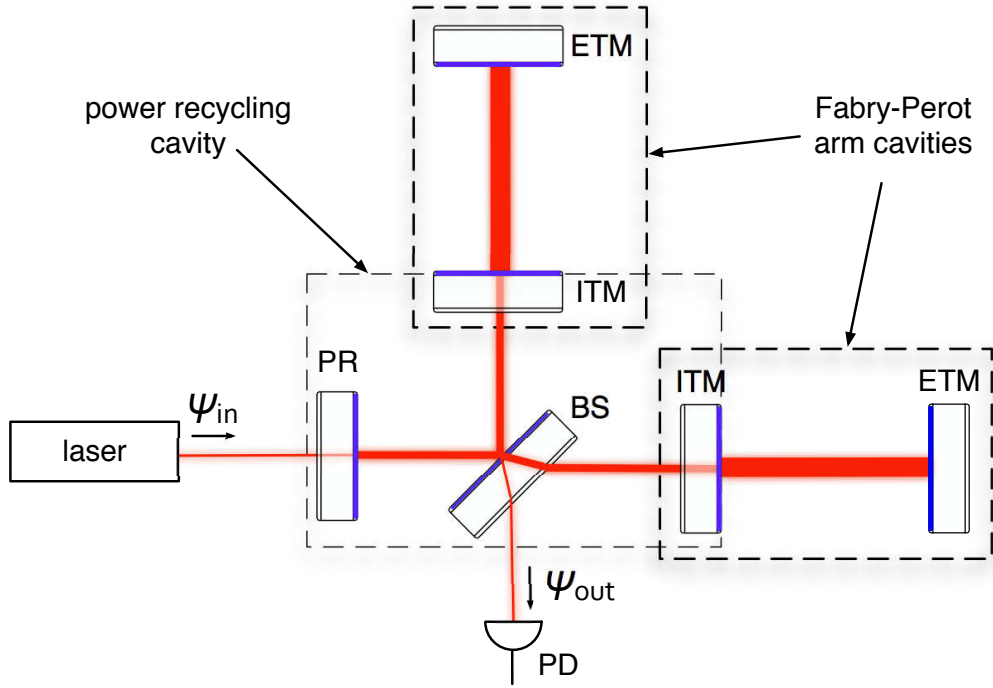 ETM
power recycling
cavity
Fabry-Perot
arm cavities
ITM
PR
ITM
ETM
BS
ψin
laser
ψout
PD